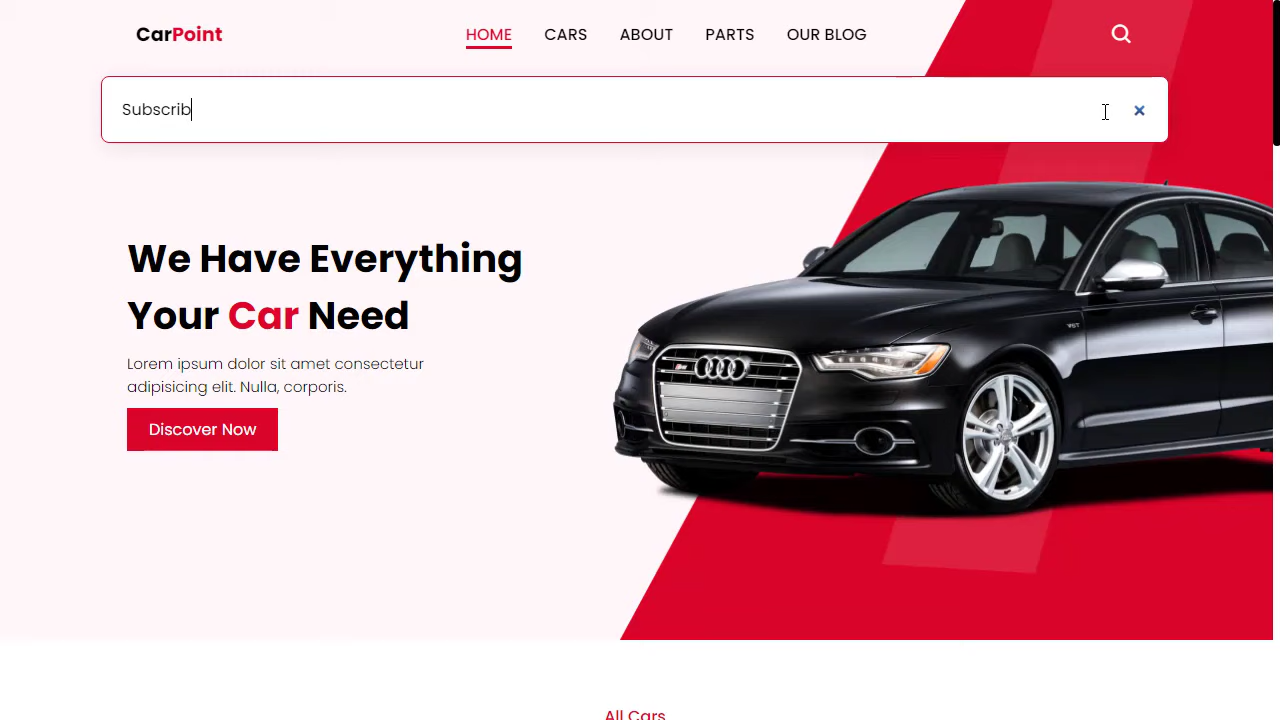 CarPoint
HOME CARS ABOUT PARTS OUR BLOG
Subscrib
We Have Everything
Your Car Need
Lorem ipsum dolor sit amet consectetur
adipisicing elit. Nulla, corporis.
Discover Now
All Cars